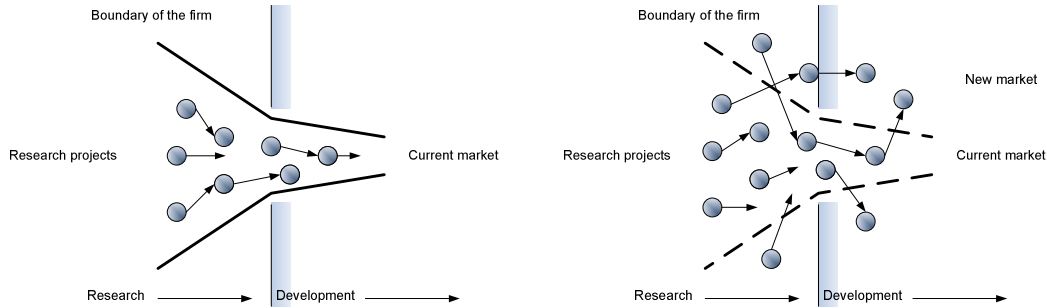 Boundary of the firm
Research projects
Current market
Research
Development
Boundary of the firm
New market
Research projects
Current market
Research
Development